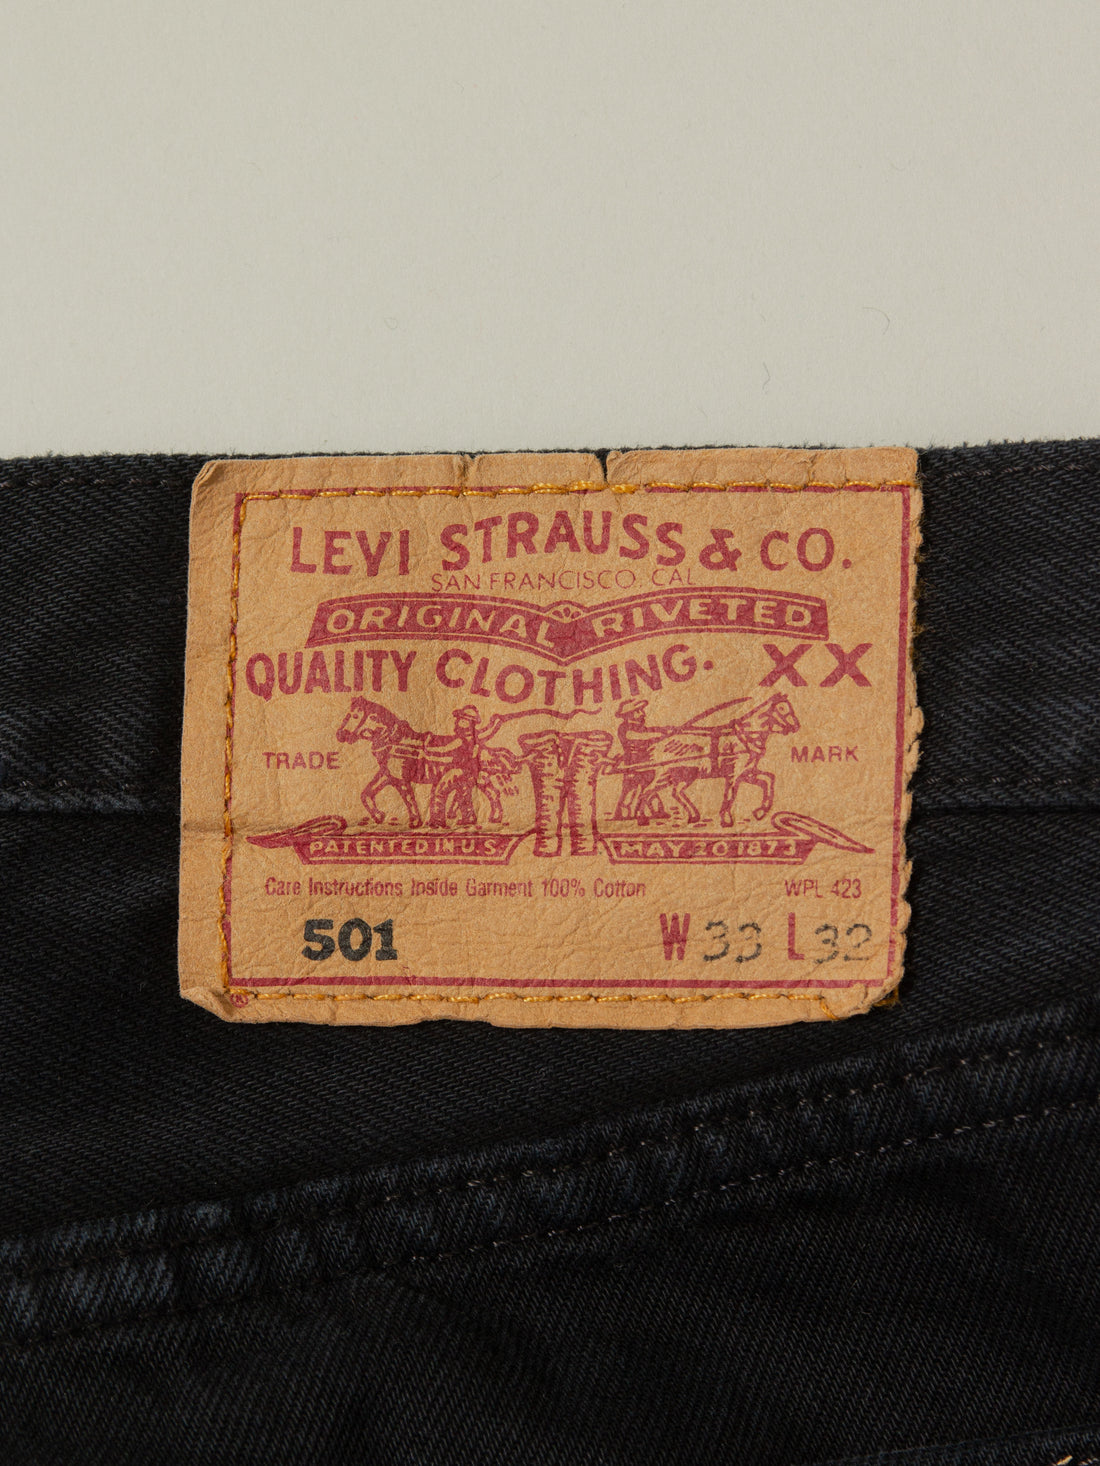 LEVI STRAUSS & CO.
SAN FRANCISCO, CAL
ORIGINAL RIVETED
QUALITY CLOTHING. XX
TRADE MARK
PATENTED IN U.S. MAY 20 1873
Care Instructions Inside Garment 100% Cotton WPL 423
501 W 33 L 32
®